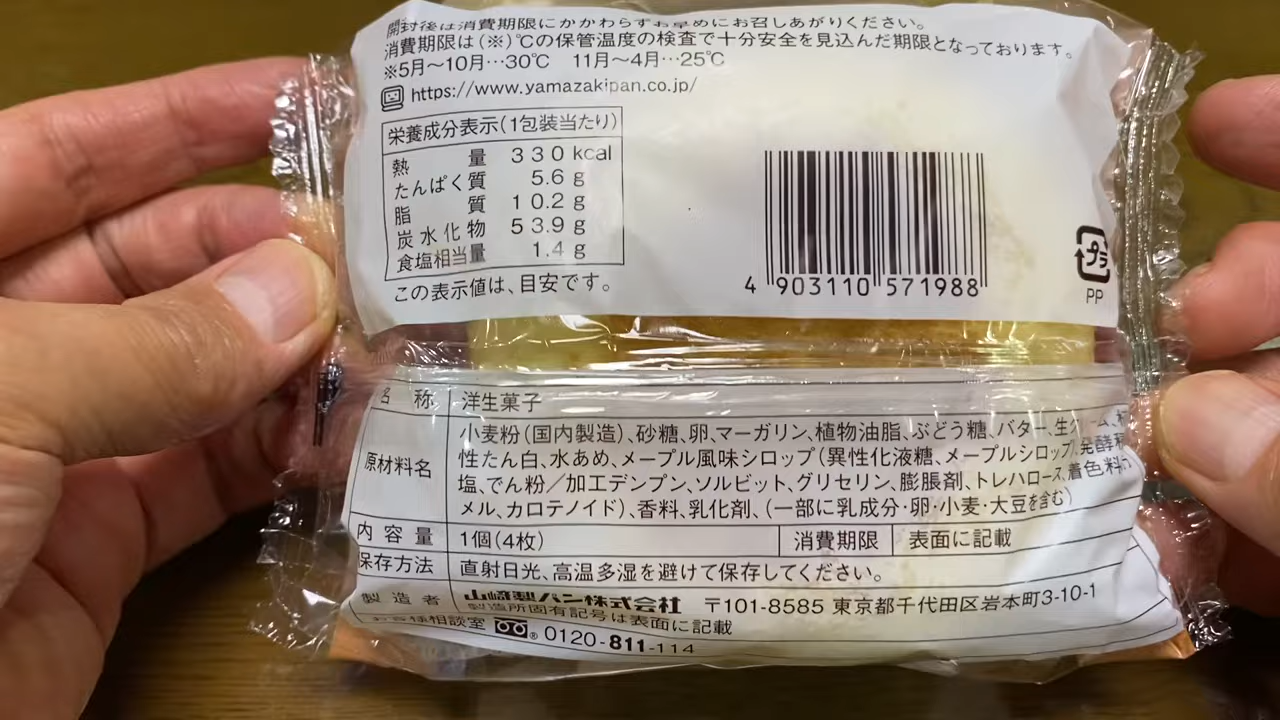 開封後は消費期限にかかわらずお早めにお召しあがりください。
消費期限は(※)℃の保管温度の検査で十分安全を見込んだ期限となっております。
※5月〜10月…30℃ 11月〜4月…25℃
https://www.yamazakipan.co.jp/
栄養成分表示(1包装当たり)
熱量 330 kcal
たんぱく質 5.6 g
脂質 10.2 g
炭水化物 53.9 g
食塩相当量 1.4 g
この表示値は、目安です。
4 903110 571988
プラ
PP
名称 洋生菓子
原材料名 小麦粉(国内製造)、砂糖、卵、マーガリン、植物油脂、ぶどう糖、バター、
性たん白、水あめ、メープル風味シロップ(異性化液糖、メープルシロップ)、発酵
塩、でん粉/加工デンプン、ソルビット、グリセリン、膨脹剤、トレハロース、着色料
メル、カロテノイド)、香料、乳化剤、(一部に乳成分・卵・小麦・大豆を含む)
内容量 1個(4枚) 消費期限 表面に記載
保存方法 直射日光、高温多湿を避けて保存してください。
製造者 山崎製パン株式会社 〒101-8585 東京都千代田区岩本町3-10-1
製造所固有記号は表面に記載
お客様相談室 0120-811-114